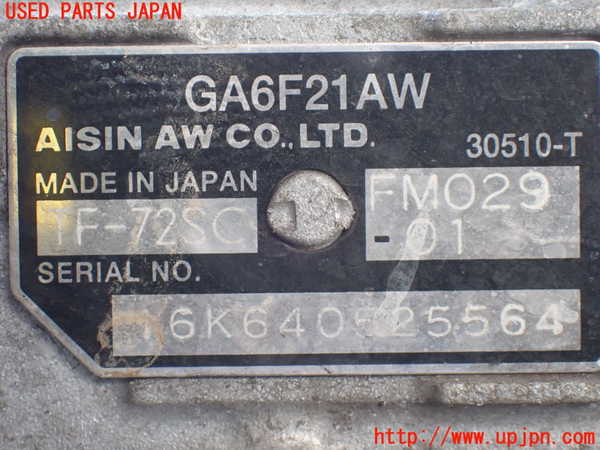 USED PARTS JAPAN
GA6F21AW
AISIN AW CO., LTD.
30510-T
MADE IN JAPAN
FM029
TF-72SC
-01
SERIAL NO.
16K640525564
http://www.upjpn.com/